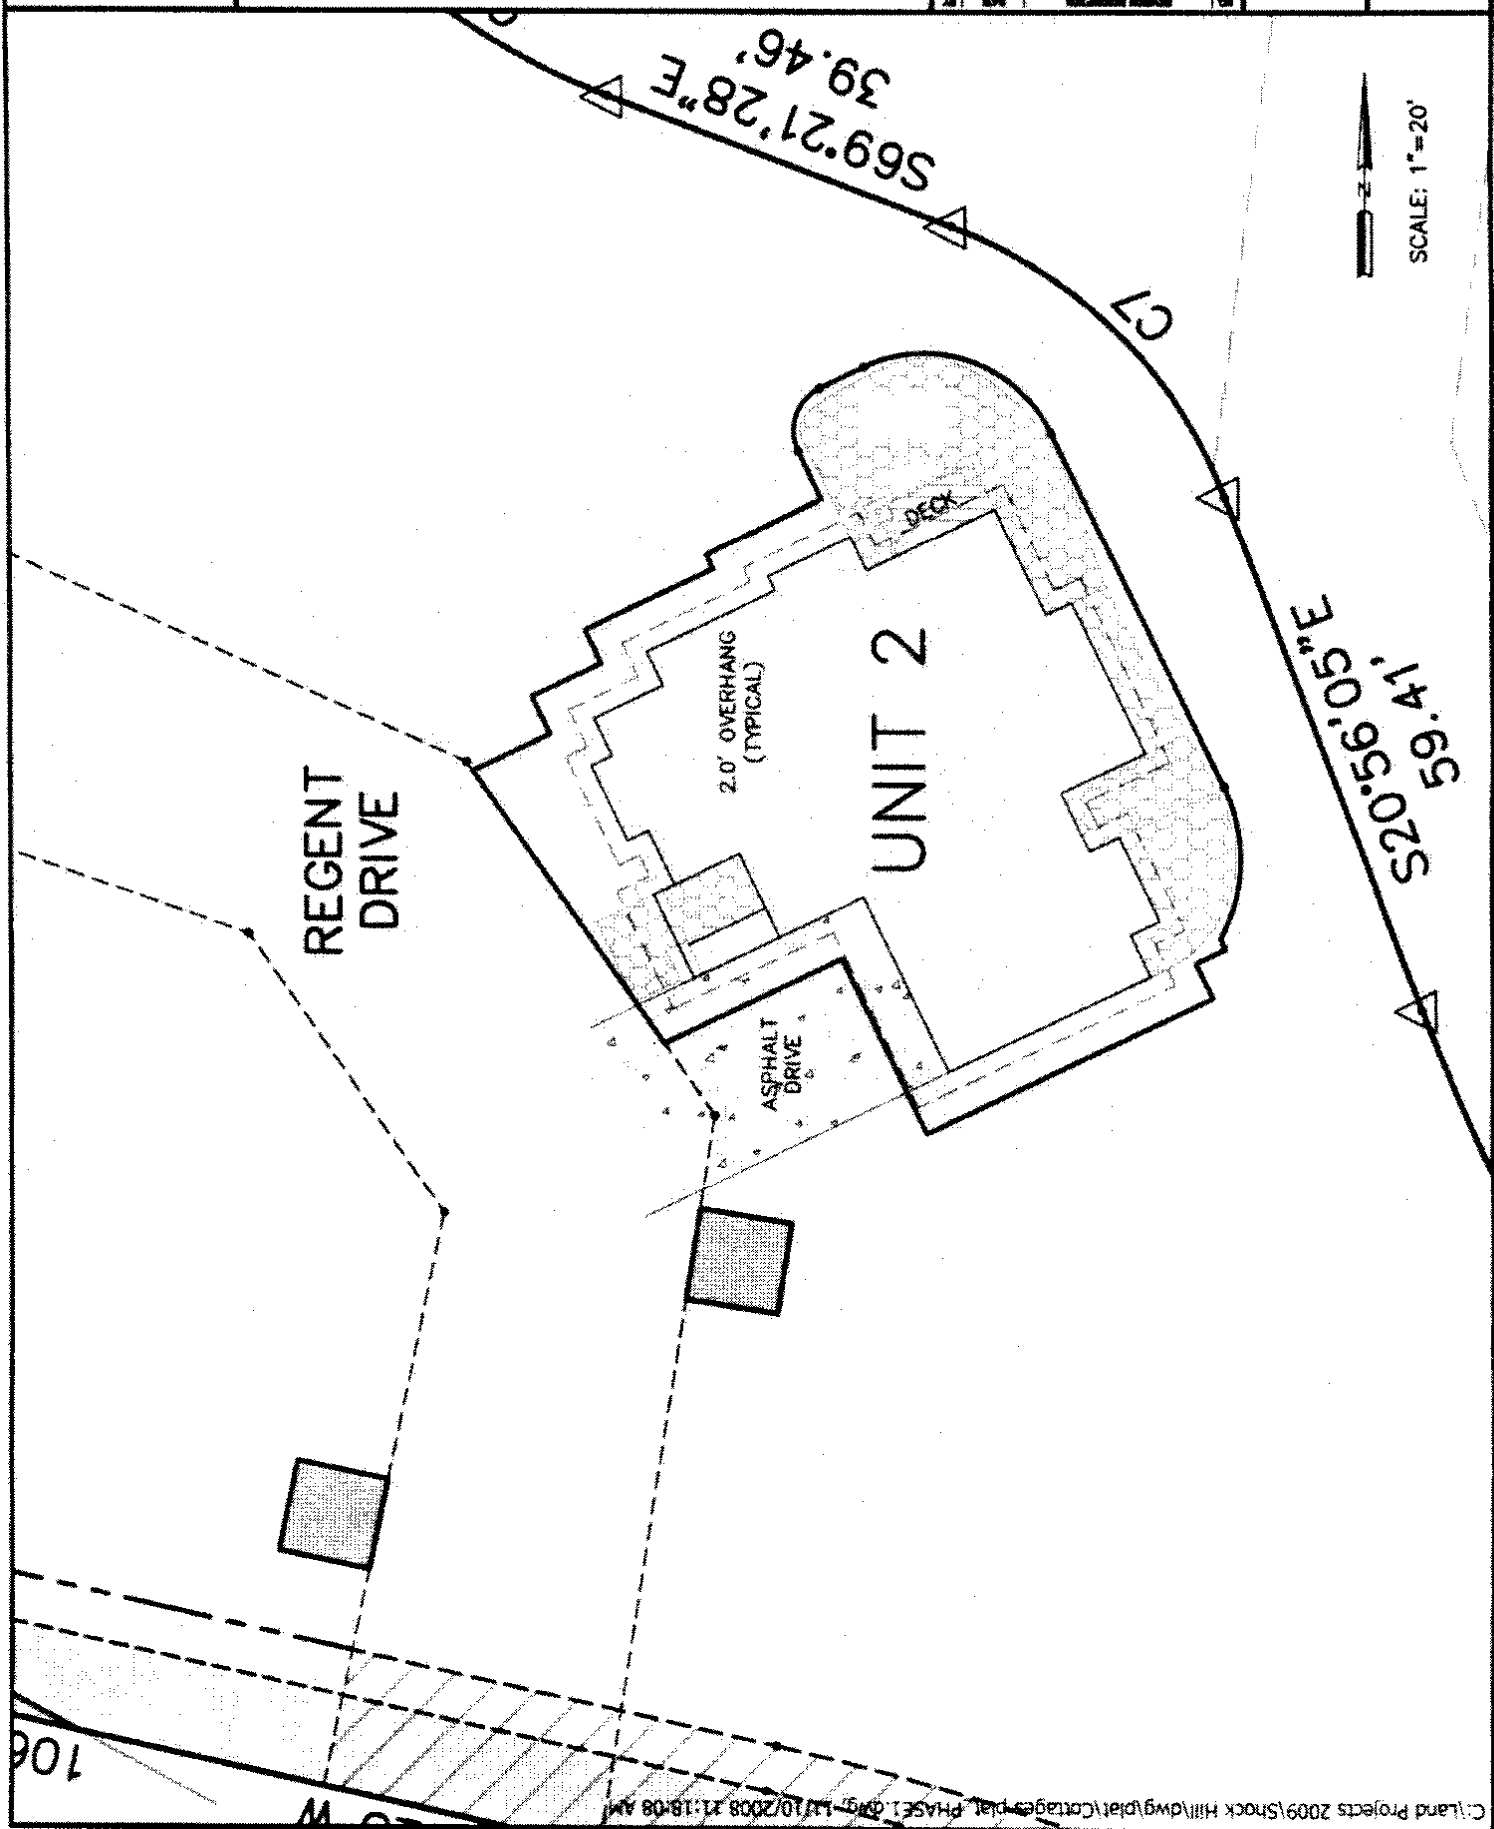 S69°21'28"E
39.46'
C7
SCALE: 1"=20'
N
DECK
2.0' OVERHANG
(TYPICAL)
UNIT 2
REGENT
DRIVE
S20°56'05"E
59.41'
ASPHALT
DRIVE
106
W
C:\Land Projects 2009\Shock Hill\dwg\plat\Cottages-plat_PHASE1.dwg, 11/10/2008 11:18:08 AM